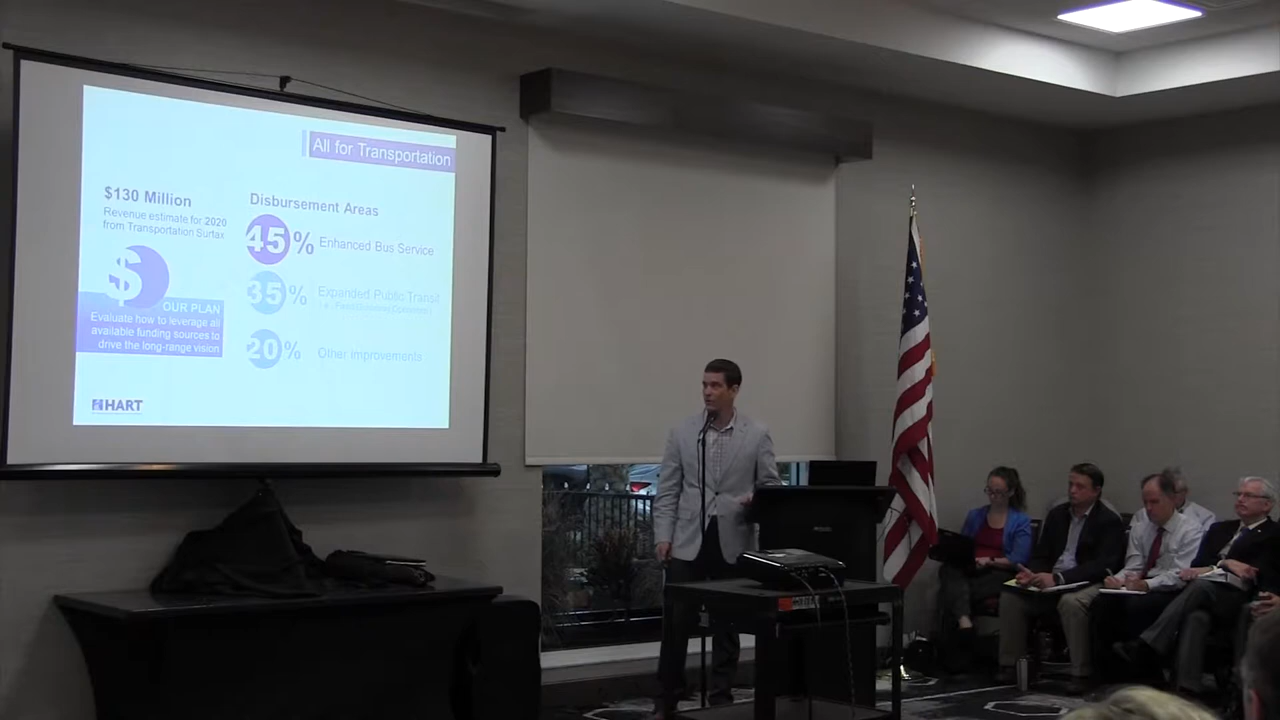 All for Transportation
$130 Million
Revenue estimate for 2020
from Transportation Surtax
$
OUR PLAN
Evaluate how to leverage all
available funding sources to
drive the long-range vision
Disbursement Areas
45% Enhanced Bus Service
35% Expanded Public Transit
20% Other Improvements
HART